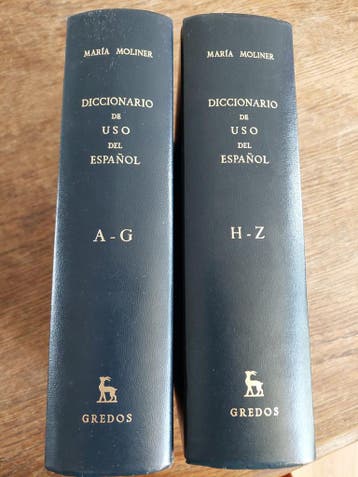 MARÍA MOLINER
DICCIONARIO
DE
USO
DEL
ESPAÑOL
A-G
GREDOS
MARÍA MOLINER
DICCIONARIO
DE
USO
DEL
ESPAÑOL
H-Z
GREDOS